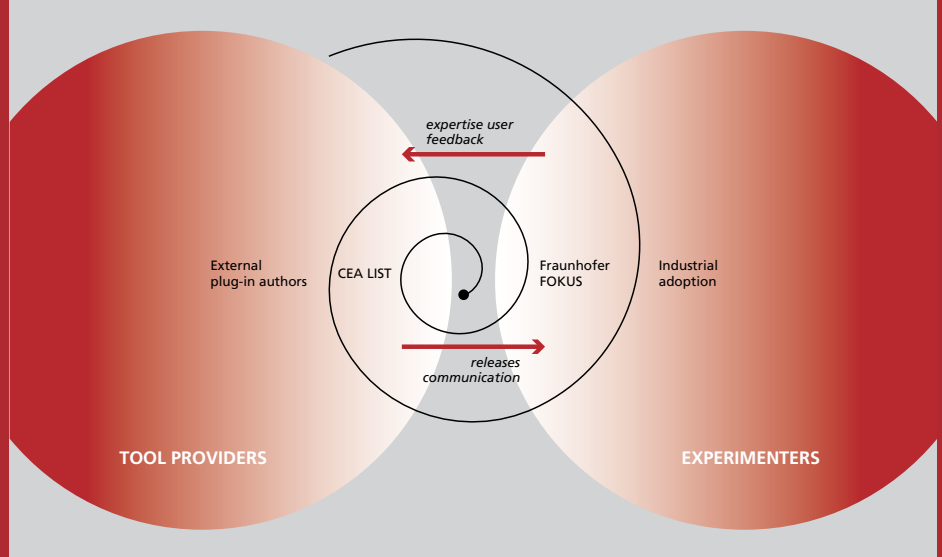 expertise user
feedback
External
plug-in authors
CEA LIST
Fraunhofer
FOKUS
Industrial
adoption
releases
communication
TOOL PROVIDERS
EXPERIMENTERS